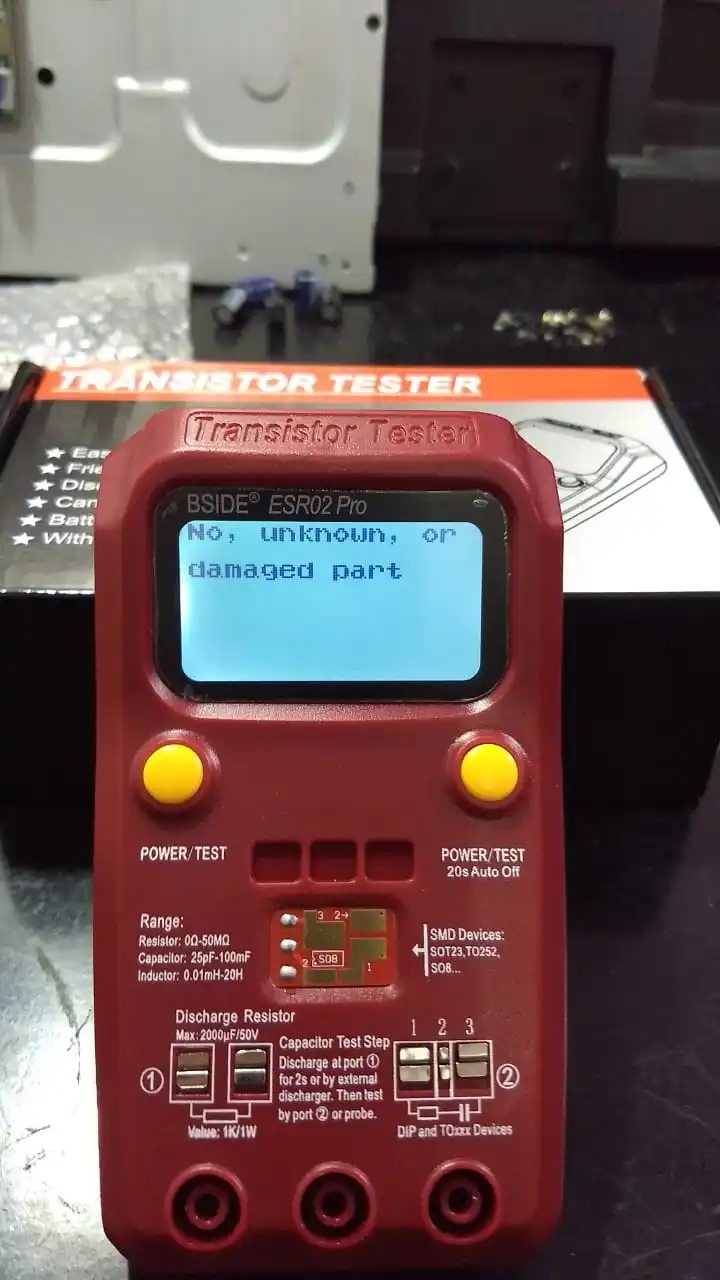 TRANSISTOR TESTER
★ Eas
★ Frie
★ Dis
★ Can
★ Batt
★ With
Transistor Tester
BSIDE® ESR02 Pro
No, unknown, or
damaged part
POWER/TEST
POWER/TEST
20s Auto Off
Range:
Resistor: 0Ω-50MΩ
Capacitor: 25pF-100mF
Inductor: 0.01mH-20H
3 2→
2 SO8 1
SMD Devices:
SOT23,TO252,
SO8...
Discharge Resistor
Max: 2000μF/50V
①
Value: 1K/1W
Capacitor Test Step
Discharge at port ①
for 2s or by external
discharger. Then test
by port ② or probe.
1 2 3
②
DIP and TOxxx Devices